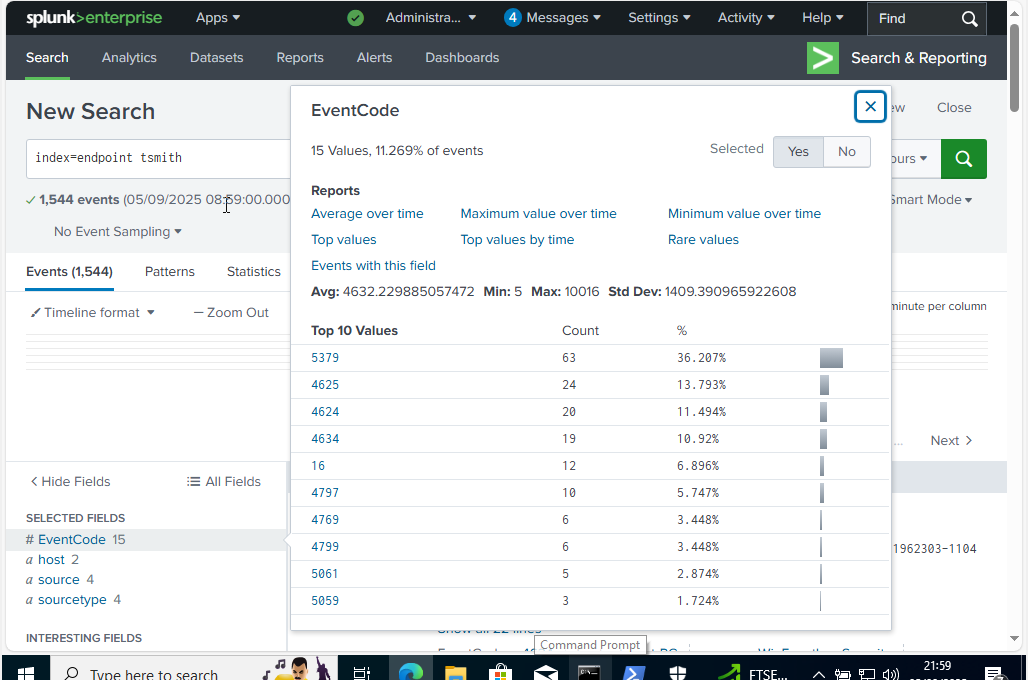 splunk>enterprise Apps Administra... 4 Messages Settings Activity Help Find
Search Analytics Datasets Reports Alerts Dashboards Search & Reporting
New Search
Close
index=endpoint tsmith
1,544 events (05/09/2025 08:59:00.000
Smart Mode
No Event Sampling
Events (1,544) Patterns Statistics
Timeline format — Zoom Out
minute per column
EventCode
15 Values, 11.269% of events
Selected Yes No
Reports
Average over time Maximum value over time Minimum value over time
Top values Top values by time Rare values
Events with this field
Avg: 4632.229885057472 Min: 5 Max: 10016 Std Dev: 1409.390965922608
Top 10 Values Count %
5379 63 36.207%
4625 24 13.793%
4624 20 11.494%
4634 19 10.92%
16 12 6.896%
4797 10 5.747%
4769 6 3.448%
4799 6 3.448%
5061 5 2.874%
5059 3 1.724%
... Next >
< Hide Fields All Fields
SELECTED FIELDS
# EventCode 15
a host 2
a source 4
a sourcetype 4
INTERESTING FIELDS
1962303-1104
Show all 22 lines
Command Prompt
Type here to search
FTSE...
21:59